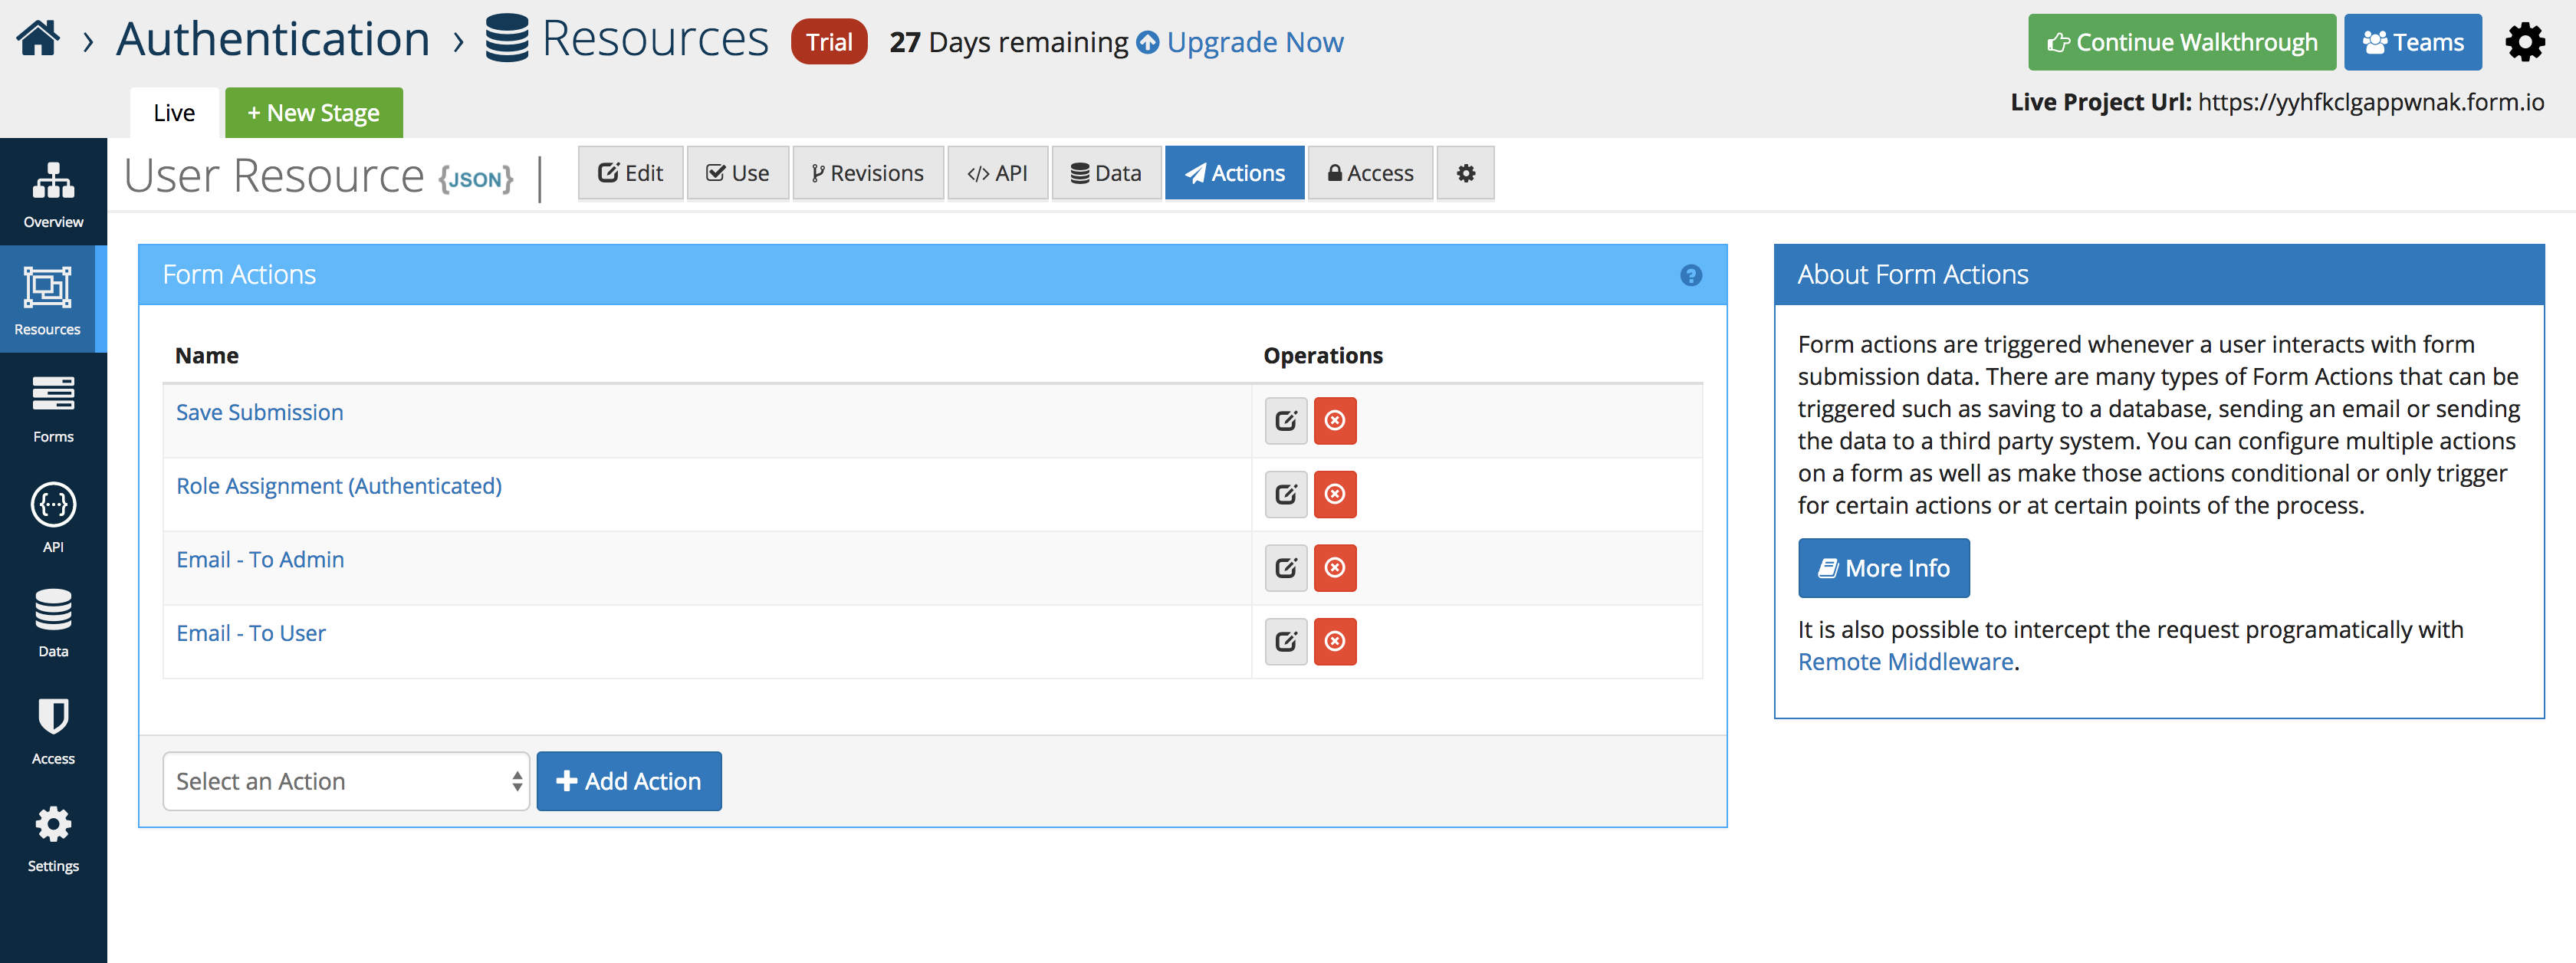 › Authentication › Resources Trial 27 Days remaining Upgrade Now
Continue Walkthrough Teams
Live + New Stage
Live Project Url: https://yyhfkclgappwnak.form.io
User Resource {JSON} | Edit Use Revisions </> API Data Actions Access
Overview
Resources
Forms
{···}
API
Data
Access
Settings
Form Actions ?
Name Operations
Save Submission
Role Assignment (Authenticated)
Email - To Admin
Email - To User
Select an Action + Add Action
About Form Actions
Form actions are triggered whenever a user interacts with form
submission data. There are many types of Form Actions that can be
triggered such as saving to a database, sending an email or sending
the data to a third party system. You can configure multiple actions
on a form as well as make those actions conditional or only trigger
for certain actions or at certain points of the process.
More Info
It is also possible to intercept the request programatically with
Remote Middleware.